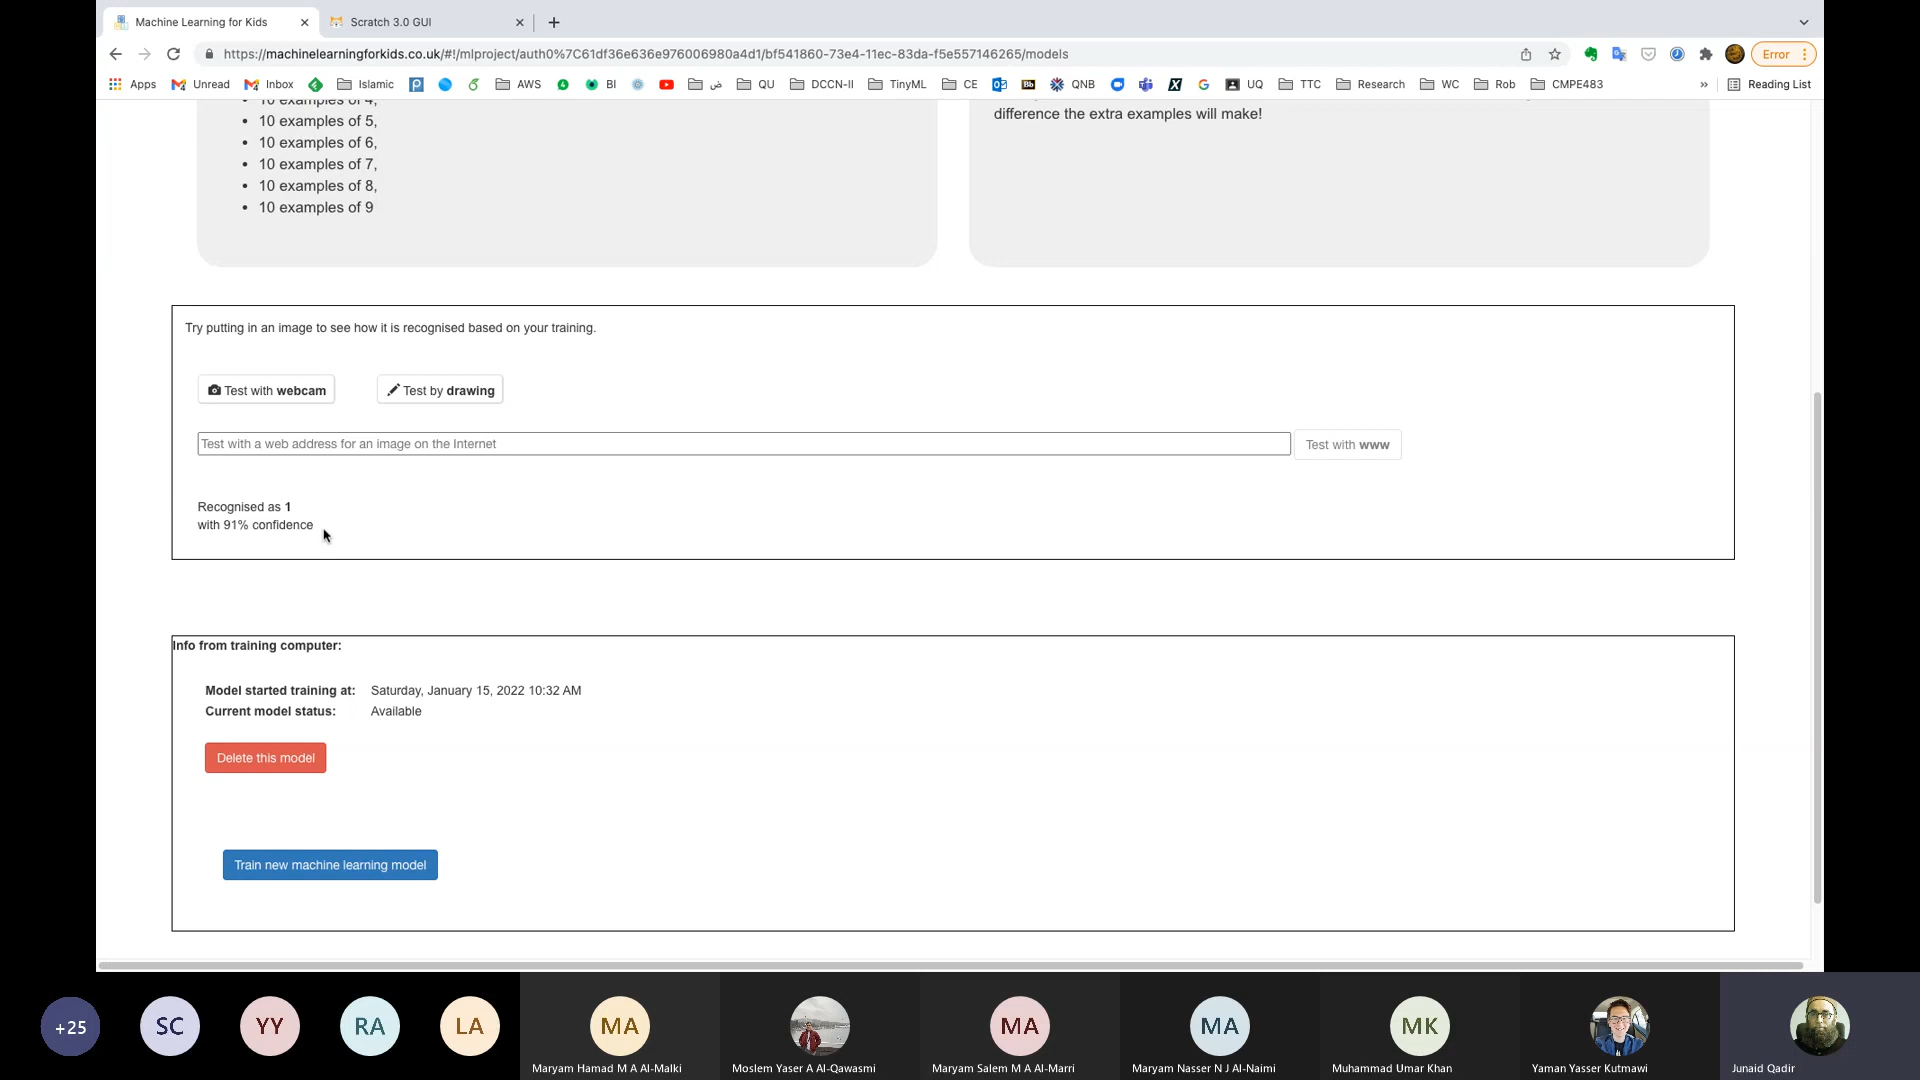 Machine Learning for Kids
Scratch 3.0 GUI
https://machinelearningforkids.co.uk/#!/mlproject/auth0%7C61df36e636e976006980a4d1/bf541860-73e4-11ec-83da-f5e557146265/models
Error
Apps Unread Inbox Islamic AWS BI ض QU DCCN-II TinyML CE Bb QNB UQ TTC Research WC Rob CMPE483 » Reading List
10 examples of 4,
10 examples of 5,
10 examples of 6,
10 examples of 7,
10 examples of 8,
10 examples of 9
difference the extra examples will make!
Try putting in an image to see how it is recognised based on your training.
Test with webcam Test by drawing
Test with a web address for an image on the Internet Test with www
Recognised as 1
with 91% confidence
Info from training computer:
Model started training at: Saturday, January 15, 2022 10:32 AM
Current model status: Available
Delete this model
Train new machine learning model
+25 SC YY RA LA MA MA MA MK
Maryam Hamad M A Al-Malki Moslem Yaser A Al-Qawasmi Maryam Salem M A Al-Marri Maryam Nasser N J Al-Naimi Muhammad Umar Khan Yaman Yasser Kutmawi Junaid Qadir